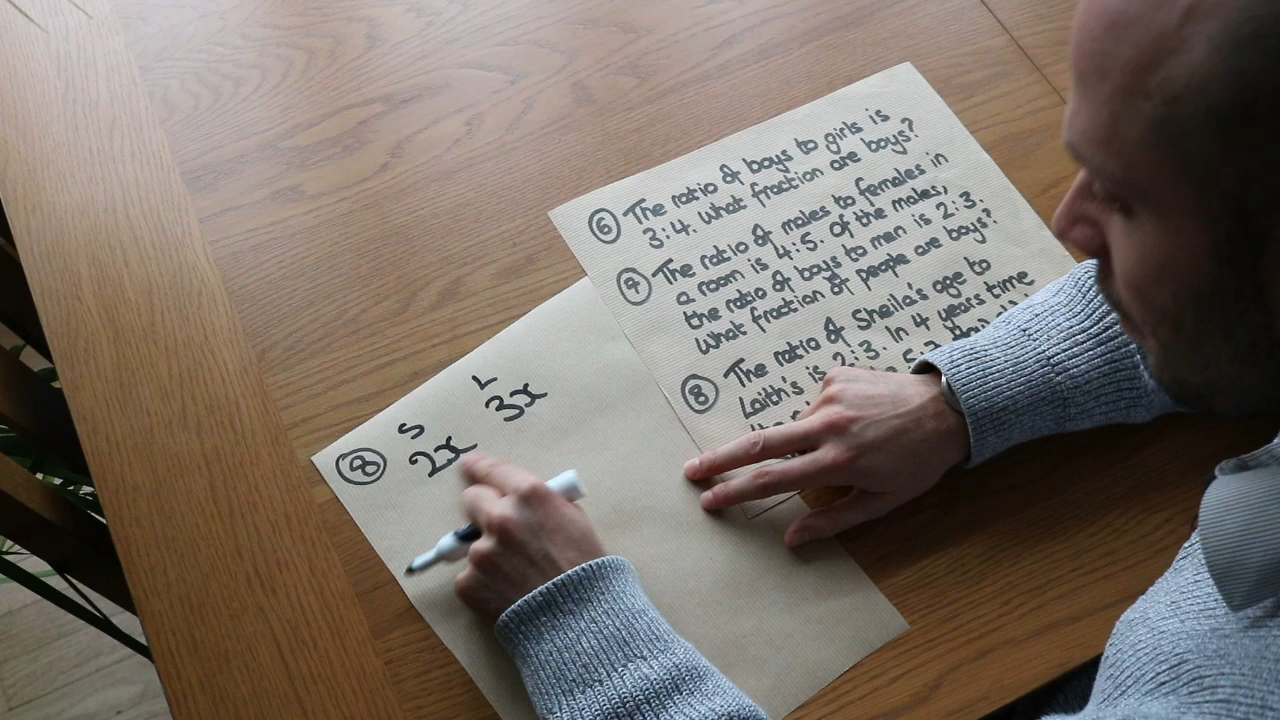 ⑥ The ratio of boys to girls is
3:4. What fraction are boys?
⑦ The ratio of males to females in
a room is 4:5. Of the males,
the ratio of boys to men is 2:3.
What fraction of people are boys?
⑧ The ratio of Sheila's age to
Laith's is 2:3. In 4 years time
⑧ S L
2x 3x